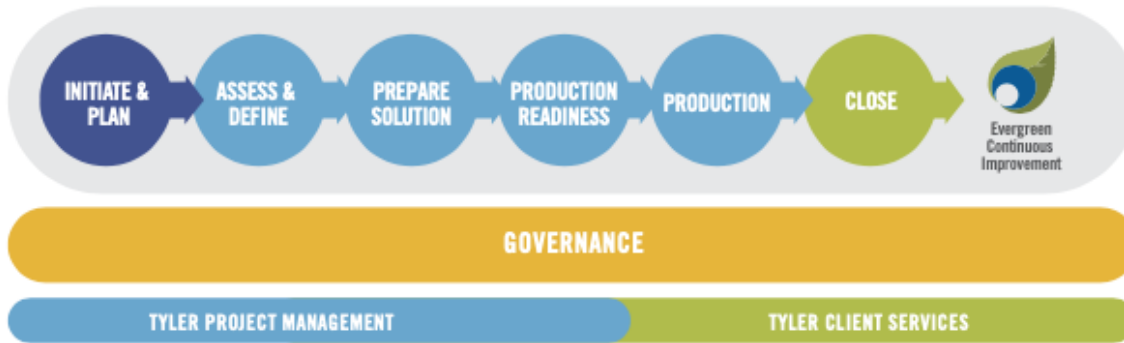 INITIATE &
PLAN
ASSESS &
DEFINE
PREPARE
SOLUTION
PRODUCTION
READINESS
PRODUCTION
CLOSE
Evergreen
Continuous
Improvement
GOVERNANCE
TYLER PROJECT MANAGEMENT
TYLER CLIENT SERVICES